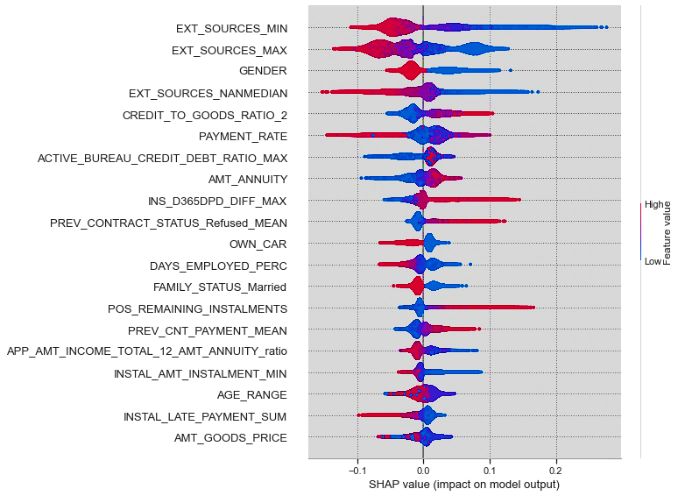 EXT_SOURCES_MIN
EXT_SOURCES_MAX
GENDER
EXT_SOURCES_NANMEDIAN
CREDIT_TO_GOODS_RATIO_2
PAYMENT_RATE
ACTIVE_BUREAU_CREDIT_DEBT_RATIO_MAX
AMT_ANNUITY
INS_D365DPD_DIFF_MAX
PREV_CONTRACT_STATUS_Refused_MEAN
OWN_CAR
DAYS_EMPLOYED_PERC
FAMILY_STATUS_Married
POS_REMAINING_INSTALMENTS
PREV_CNT_PAYMENT_MEAN
APP_AMT_INCOME_TOTAL_12_AMT_ANNUITY_ratio
INSTAL_AMT_INSTALMENT_MIN
AGE_RANGE
INSTAL_LATE_PAYMENT_SUM
AMT_GOODS_PRICE
−0.1 0.0 0.1 0.2
SHAP value (impact on model output)
High
Low
Feature value